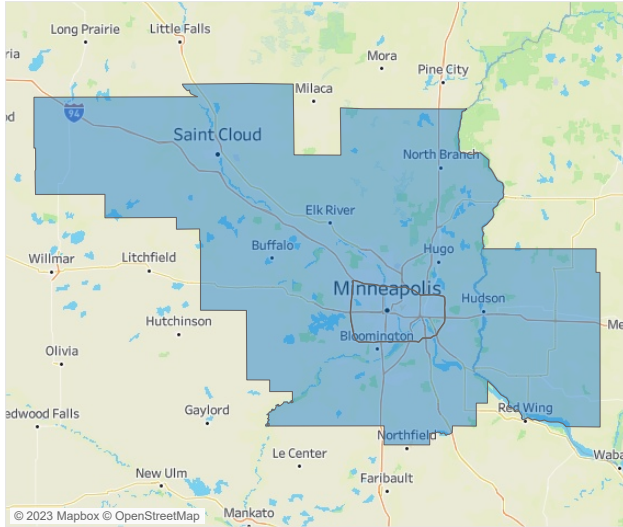 Long Prairie
Little Falls
Mora
Pine City
Milaca
94
Saint Cloud
North Branch
Elk River
Buffalo
Hugo
Willmar
Litchfield
Minneapolis
Hudson
Hutchinson
Bloomington
Olivia
Gaylord
Red Wing
Northfield
Le Center
New Ulm
Faribault
Mankato
© 2023 Mapbox © OpenStreetMap